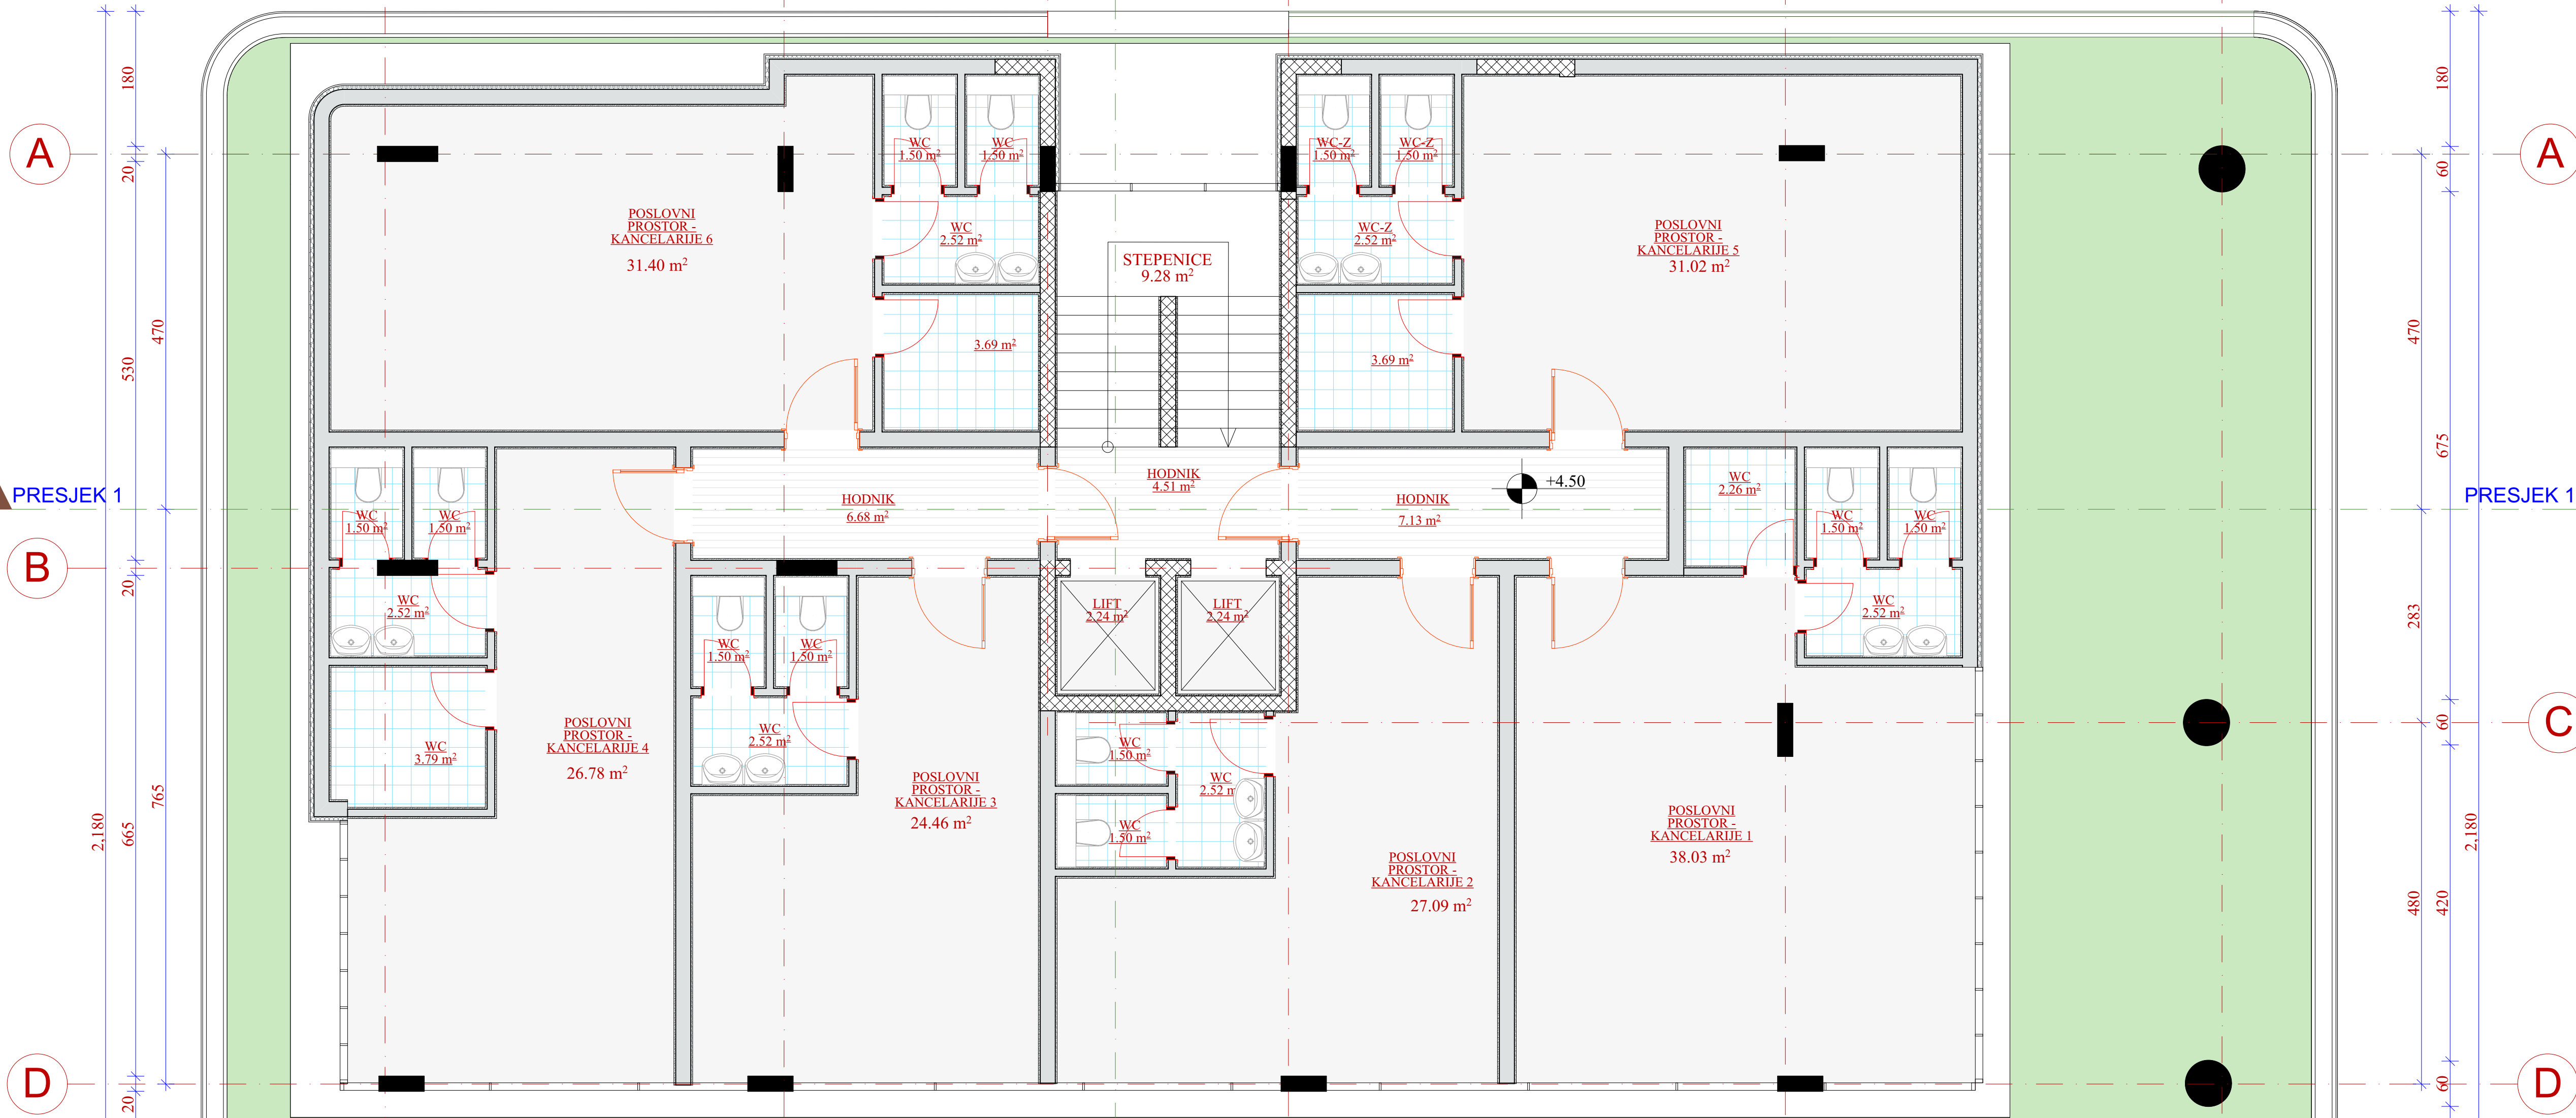 180
180
A
WC
1.50 m²
WC
1.50 m²
WC-Z
1.50 m²
WC-Z
1.50 m²
A
20
60
POSLOVNI
PROSTOR -
KANCELARIJE 6
31.40 m²
WC
2.52 m²
WC-Z
2.52 m²
POSLOVNI
PROSTOR -
KANCELARIJE 5
31.02 m²
STEPENICE
9.28 m²
470
530
3.69 m²
3.69 m²
470
675
PRESJEK 1
HODNIK
6.68 m²
HODNIK
4.51 m²
HODNIK
7.13 m²
+4.50
WC
2.26 m²
PRESJEK 1
WC
1.50 m²
WC
1.50 m²
WC
1.50 m²
WC
1.50 m²
B
20
WC
2.52 m²
LIFT
2.24 m²
LIFT
2.24 m²
WC
2.52 m²
283
WC
1.50 m²
WC
1.50 m²
POSLOVNI
PROSTOR -
KANCELARIJE 4
26.78 m²
WC
3.79 m²
WC
2.52 m²
WC
1.50 m²
WC
2.52 m
WC
1.50 m²
60
C
765
665
2,180
POSLOVNI
PROSTOR -
KANCELARIJE 3
24.46 m²
POSLOVNI
PROSTOR -
KANCELARIJE 2
27.09 m²
POSLOVNI
PROSTOR -
KANCELARIJE 1
38.03 m²
480
420
2,180
D
20
60
D